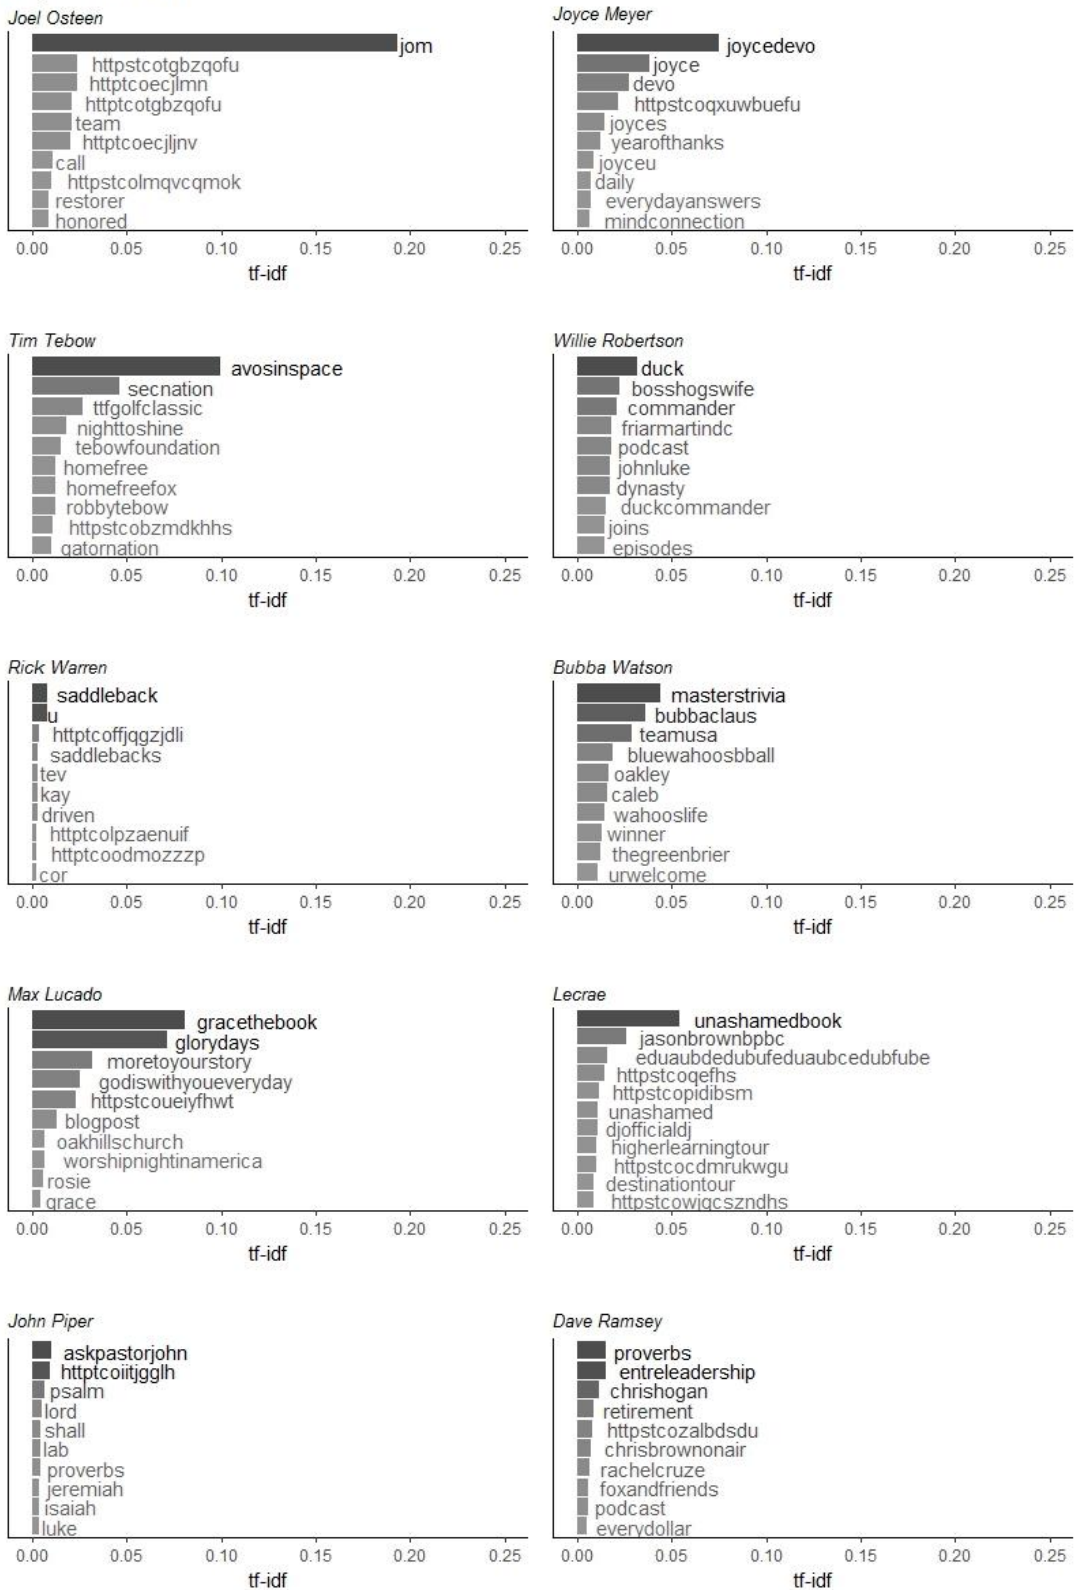 Joel Osteen
jom
httpstcotgbzqofu
httptcoecjlmn
httptcotgbzqofu
team
httptcoecjljnv
call
httpstcolmqvcqmok
restorer
honored
0.00 0.05 0.10 0.15 0.20 0.25
tf-idf
Joyce Meyer
joycedevo
joyce
devo
httpstcoqxuwbuefu
joyces
yearofthanks
joyceu
daily
everydayanswers
mindconnection
0.00 0.05 0.10 0.15 0.20 0.25
tf-idf
Tim Tebow
avosinspace
secnation
ttfgolfclassic
nighttoshine
tebowfoundation
homefree
homefreefox
robbytebow
httpstcobzmdkhhs
gatornation
0.00 0.05 0.10 0.15 0.20 0.25
tf-idf
Willie Robertson
duck
bosshogswife
commander
friarmartindc
podcast
johnluke
dynasty
duckcommander
joins
episodes
0.00 0.05 0.10 0.15 0.20 0.25
tf-idf
Rick Warren
saddleback
u
httptcoffjqgzjdli
saddlebacks
tev
kay
driven
httptcolpzaenuif
httptcoodmozzzp
cor
0.00 0.05 0.10 0.15 0.20 0.25
tf-idf
Bubba Watson
masterstrivia
bubbaclaus
teamusa
bluewahoosbball
oakley
caleb
wahooslife
winner
thegreenbrier
urwelcome
0.00 0.05 0.10 0.15 0.20 0.25
tf-idf
Max Lucado
gracethebook
glorydays
moretoyourstory
godiswithyoueveryday
httpstcoueiyfhwt
blogpost
oakhillschurch
worshipnightinamerica
rosie
grace
0.00 0.05 0.10 0.15 0.20 0.25
tf-idf
Lecrae
unashamedbook
jasonbrownbpbc
eduaubdedubufeduaubcedubfube
httpstcoqefhs
httpstcopidibsm
unashamed
djofficialdj
higherlearningtour
httpstcocdmrukwgu
destinationtour
httpstcowjgcszndhs
0.00 0.05 0.10 0.15 0.20 0.25
tf-idf
John Piper
askpastorjohn
httptcoiitjgglh
psalm
lord
shall
lab
proverbs
jeremiah
isaiah
luke
0.00 0.05 0.10 0.15 0.20 0.25
tf-idf
Dave Ramsey
proverbs
entreleadership
chrishogan
retirement
httpstcozalbdsdu
chrisbrownonair
rachelcruze
foxandfriends
podcast
everydollar
0.00 0.05 0.10 0.15 0.20 0.25
tf-idf